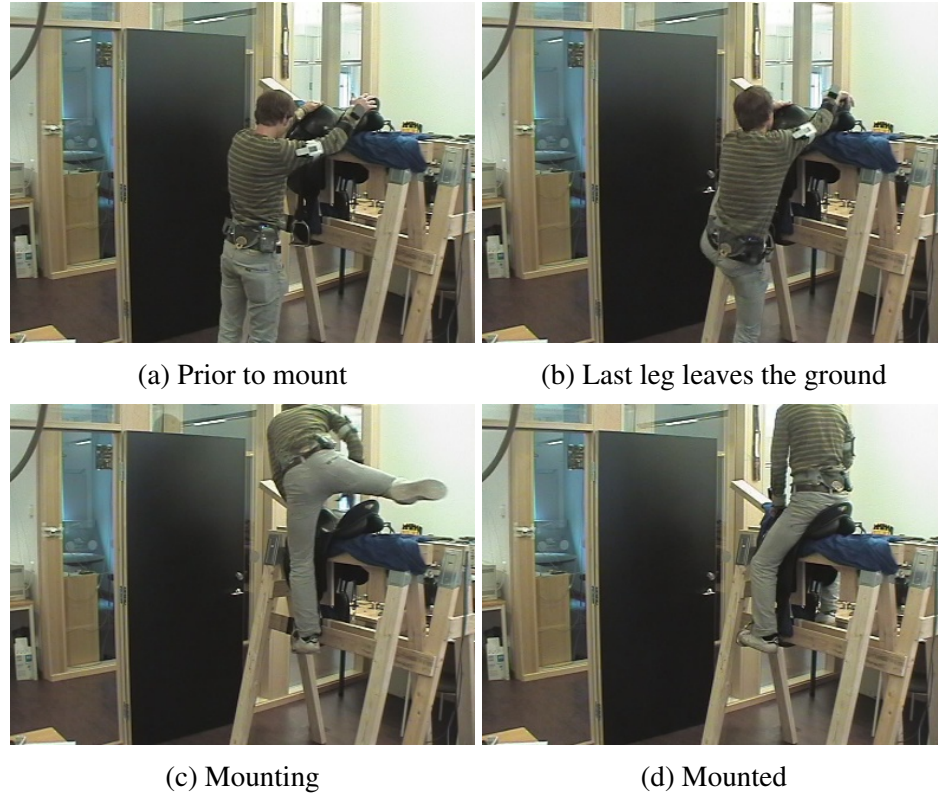 (a) Prior to mount
(b) Last leg leaves the ground
(c) Mounting
(d) Mounted